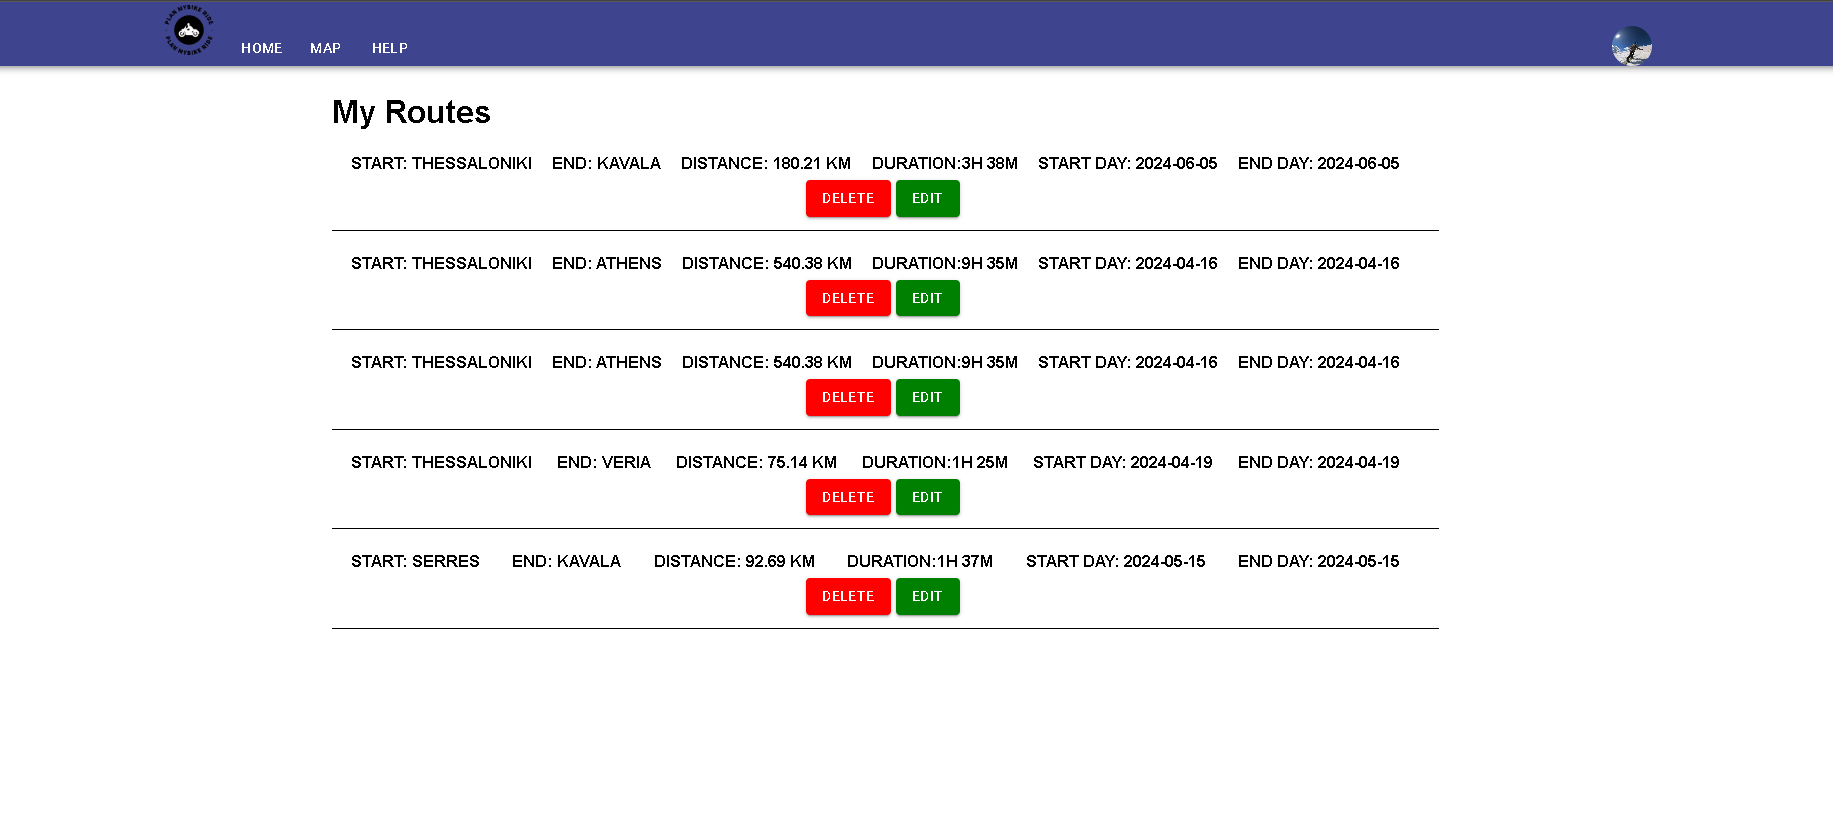 PLAN MYBIKE RIDE
PLAN MYBIKE RIDE
HOME MAP HELP
My Routes
START: THESSALONIKI END: KAVALA DISTANCE: 180.21 KM DURATION:3H 38M START DAY: 2024-06-05 END DAY: 2024-06-05
DELETE EDIT
START: THESSALONIKI END: ATHENS DISTANCE: 540.38 KM DURATION:9H 35M START DAY: 2024-04-16 END DAY: 2024-04-16
DELETE EDIT
START: THESSALONIKI END: ATHENS DISTANCE: 540.38 KM DURATION:9H 35M START DAY: 2024-04-16 END DAY: 2024-04-16
DELETE EDIT
START: THESSALONIKI END: VERIA DISTANCE: 75.14 KM DURATION:1H 25M START DAY: 2024-04-19 END DAY: 2024-04-19
DELETE EDIT
START: SERRES END: KAVALA DISTANCE: 92.69 KM DURATION:1H 37M START DAY: 2024-05-15 END DAY: 2024-05-15
DELETE EDIT